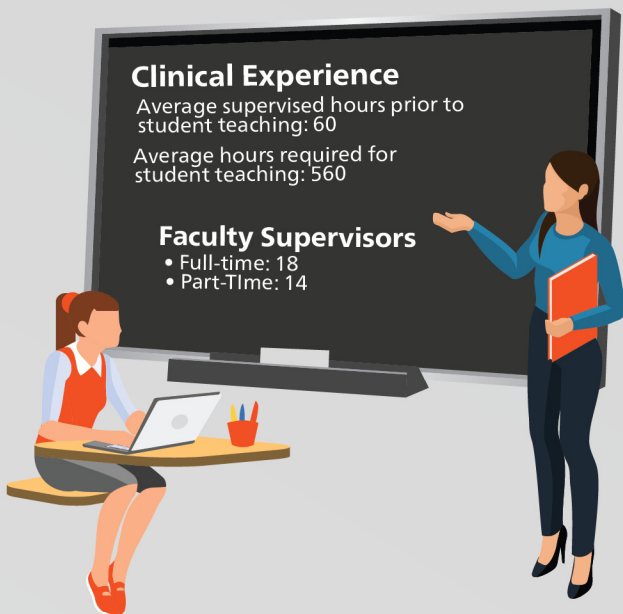 Clinical Experience
Average supervised hours prior to
student teaching: 60
Average hours required for
student teaching: 560
Faculty Supervisors
• Full-time: 18
• Part-TIme: 14